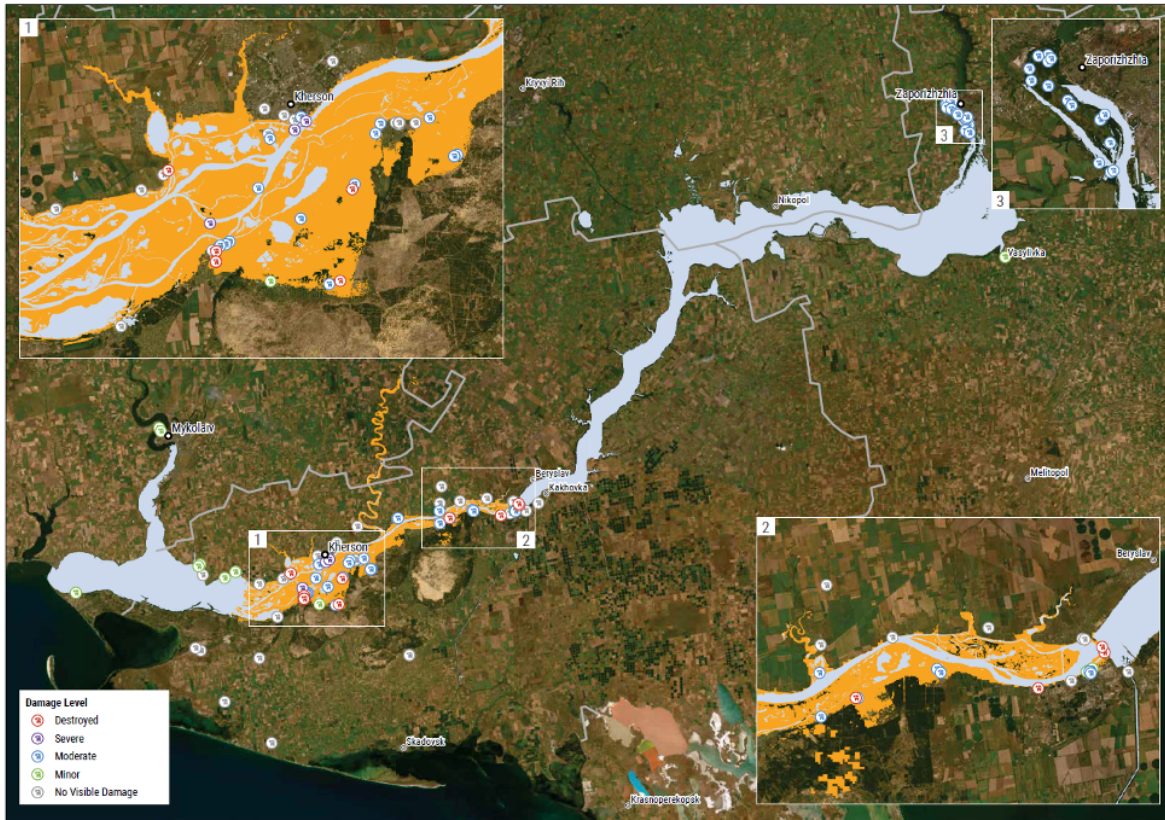 1
Kherson
Kryvyi Rih
Zaporizhzhia
3
Zaporizhzhia
3
Nikopol
Vasylivka
Mykolaiv
Beryslav
Kakhovka
Melitopol
2
1
Kherson
2
Beryslav
Skadovsk
Krasnoperekopsk
Damage Level
Destroyed
Severe
Moderate
Minor
No Visible Damage